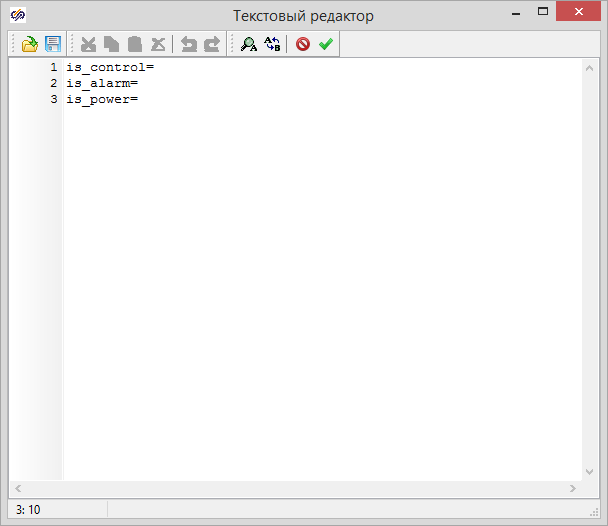 Текстовый редактор
1 is_control=
2 is_alarm=
3 is_power=
3: 10